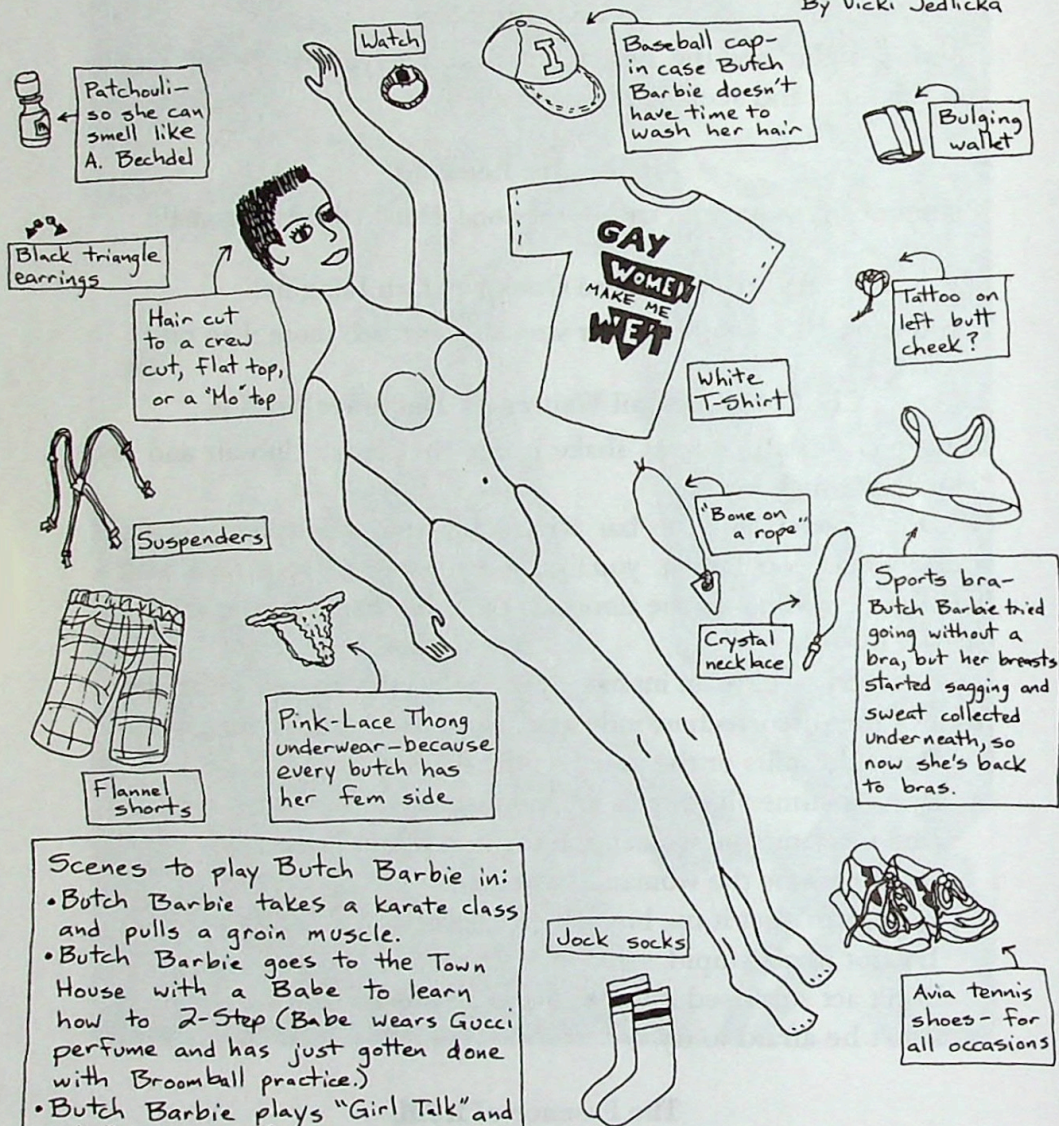 By Vicki Jedlicka
Watch
I
Baseball cap-
in case Butch
Barbie doesn't
have time to
wash her hair
Bulging
wallet
Patchouli-
so she can
smell like
A. Bechdel
Black triangle
earrings
Hair cut
to a crew
cut, flat top,
or a "Mo" top
GAY
WOMEN
MAKE ME
WET
White
T-Shirt
Tattoo on
left butt
cheek?
Suspenders
"Bone on
a rope"
Crystal
necklace
Sports bra-
Butch Barbie tried
going without a
bra, but her breasts
started sagging and
sweat collected
underneath, so
now she's back
to bras.
Flannel
shorts
Pink-Lace Thong
underwear-because
every butch has
her fem side
Scenes to play Butch Barbie in:
• Butch Barbie takes a karate class
and pulls a groin muscle.
• Butch Barbie goes to the Town
House with a Babe to learn
how to 2-Step (Babe wears Gucci
perfume and has just gotten done
with Broomball practice.)
• Butch Barbie plays "Girl Talk" and
Jock socks
Avia tennis
shoes- for
all occasions